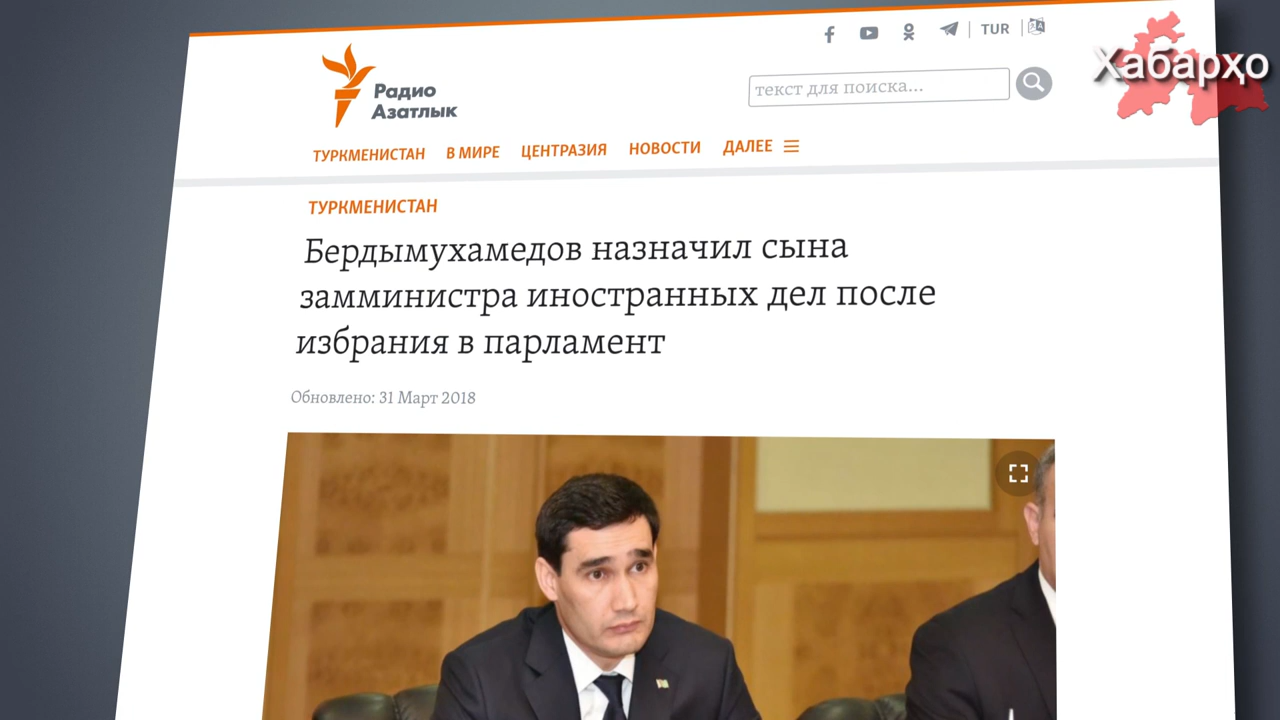 TUR
Хабарҳо
Радио
Азатлык
текст для поиска...
ТУРКМЕНИСТАН В МИРЕ ЦЕНТРАЗИЯ НОВОСТИ ДАЛЕЕ
ТУРКМЕНИСТАН
Бердымухамедов назначил сына
замминистра иностранных дел после
избрания в парламент
Обновлено: 31 Март 2018